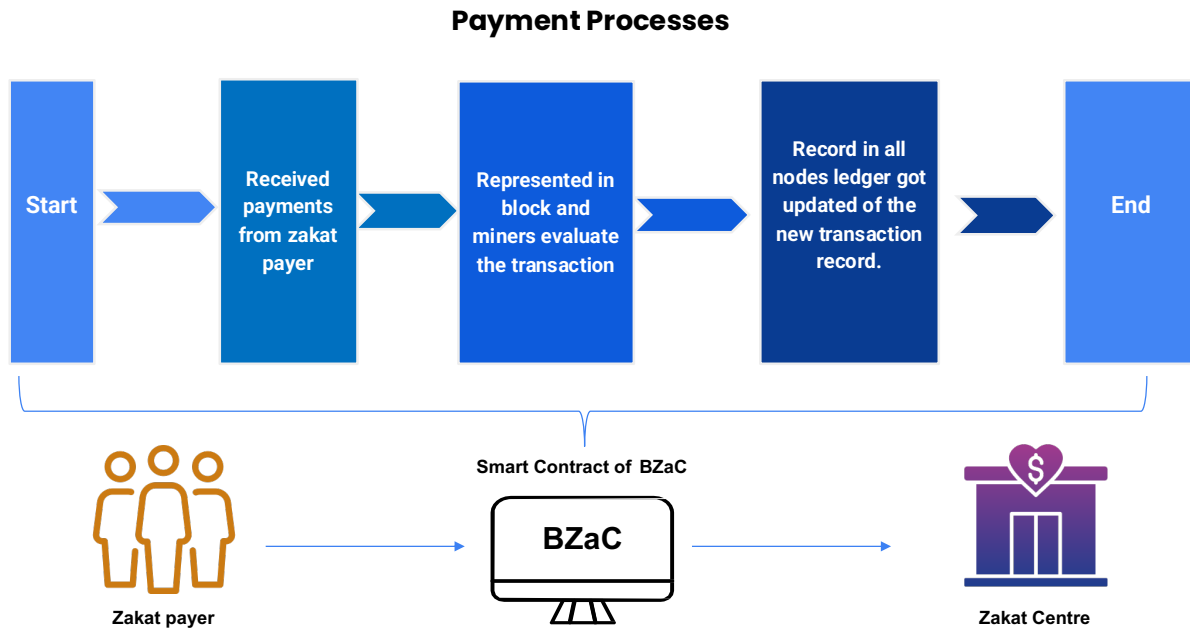 Payment Processes
Start
Received
payments
from zakat
payer
Represented in
block and
miners evaluate
the transaction
Record in all
nodes ledger got
updated of the
new transaction
record.
End
Smart Contract of BZaC
BZaC
$
Zakat payer
Zakat Centre